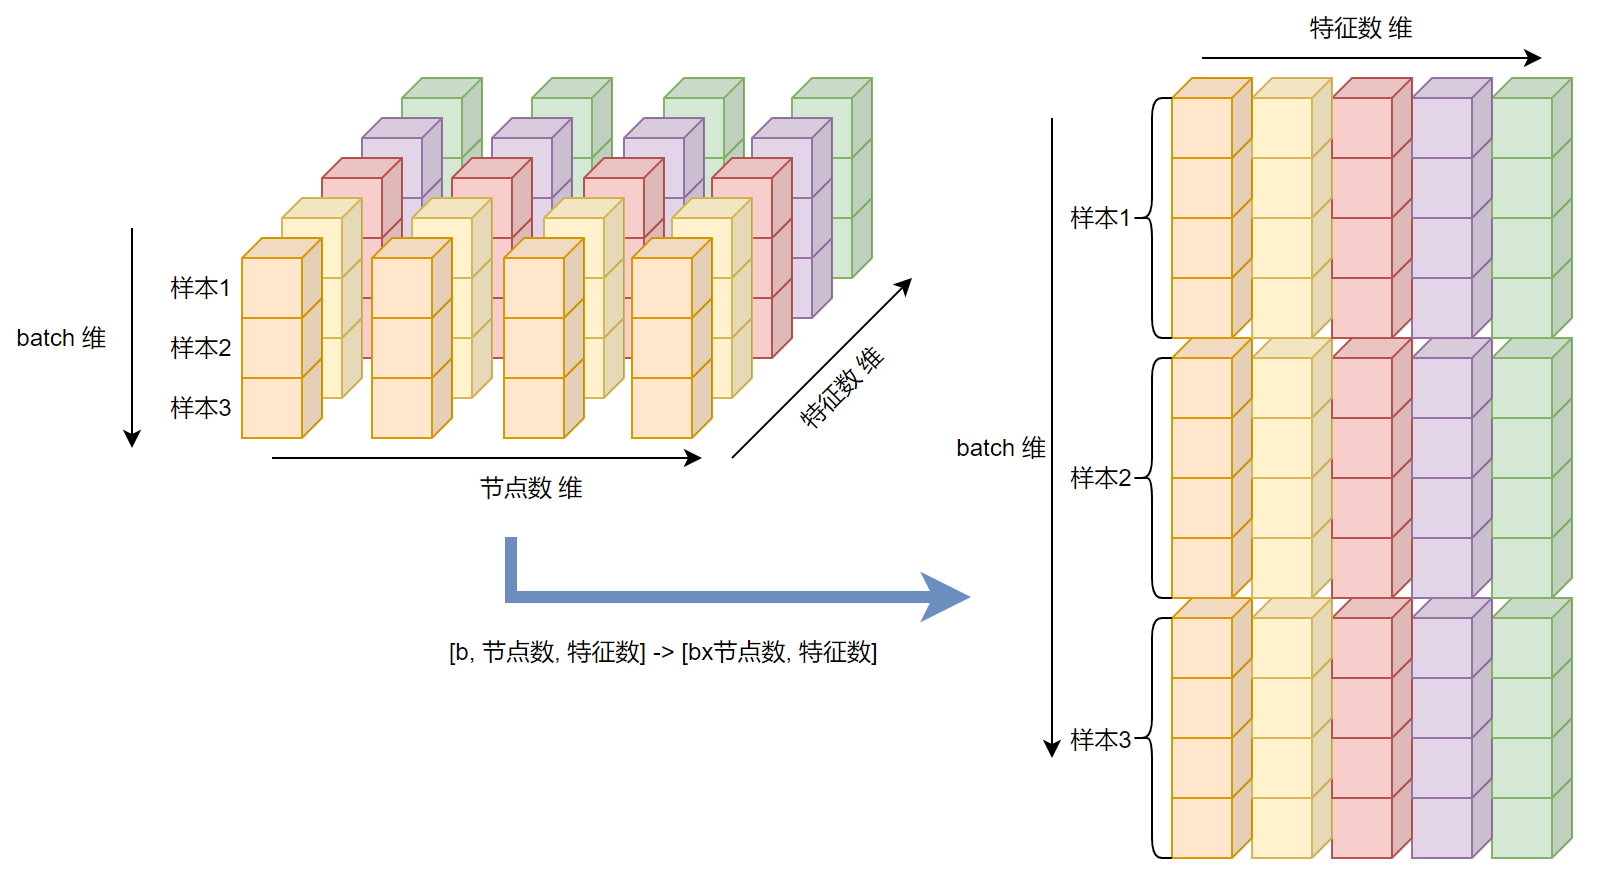 特征数 维
样本1
样本2
样本3
batch 维
特征数 维
节点数 维
[b, 节点数, 特征数] -> [bx节点数, 特征数]
样本1
batch 维
样本2
样本3